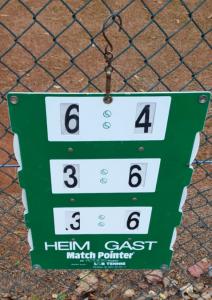 6 4
3 6
3 6
HEIM GAST
Match Pointer
TENNIS